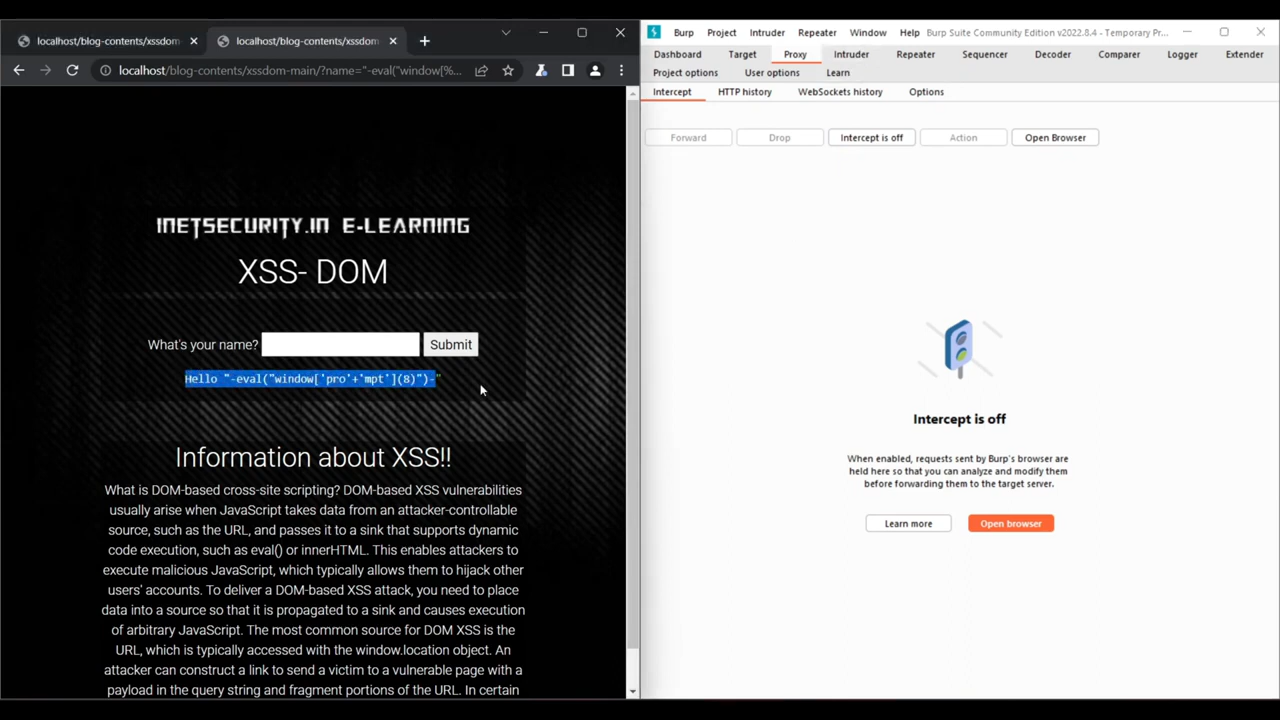 localhost/blog-contents/xssdom
localhost/blog-contents/xssdom
localhost/blog-contents/xssdom-main/?name="-eval("window[%...
INETSECURITY.IN E-LEARNING
XSS- DOM
What's your name? Submit
Hello "-eval("window['pro'+'mpt'](8)")-"
Information about XSS!!
What is DOM-based cross-site scripting? DOM-based XSS vulnerabilities
usually arise when JavaScript takes data from an attacker-controllable
source, such as the URL, and passes it to a sink that supports dynamic
code execution, such as eval() or innerHTML. This enables attackers to
execute malicious JavaScript, which typically allows them to hijack other
users' accounts. To deliver a DOM-based XSS attack, you need to place
data into a source so that it is propagated to a sink and causes execution
of arbitrary JavaScript. The most common source for DOM XSS is the
URL, which is typically accessed with the window.location object. An
attacker can construct a link to send a victim to a vulnerable page with a
payload in the query string and fragment portions of the URL. In certain
Burp Project Intruder Repeater Window Help Burp Suite Community Edition v2022.8.4 - Temporary Pr...
Dashboard Target Proxy Intruder Repeater Sequencer Decoder Comparer Logger Extender
Project options User options Learn
Intercept HTTP history WebSockets history Options
Forward Drop Intercept is off Action Open Browser
Intercept is off
When enabled, requests sent by Burp's browser are
held here so that you can analyze and modify them
before forwarding them to the target server.
Learn more Open browser